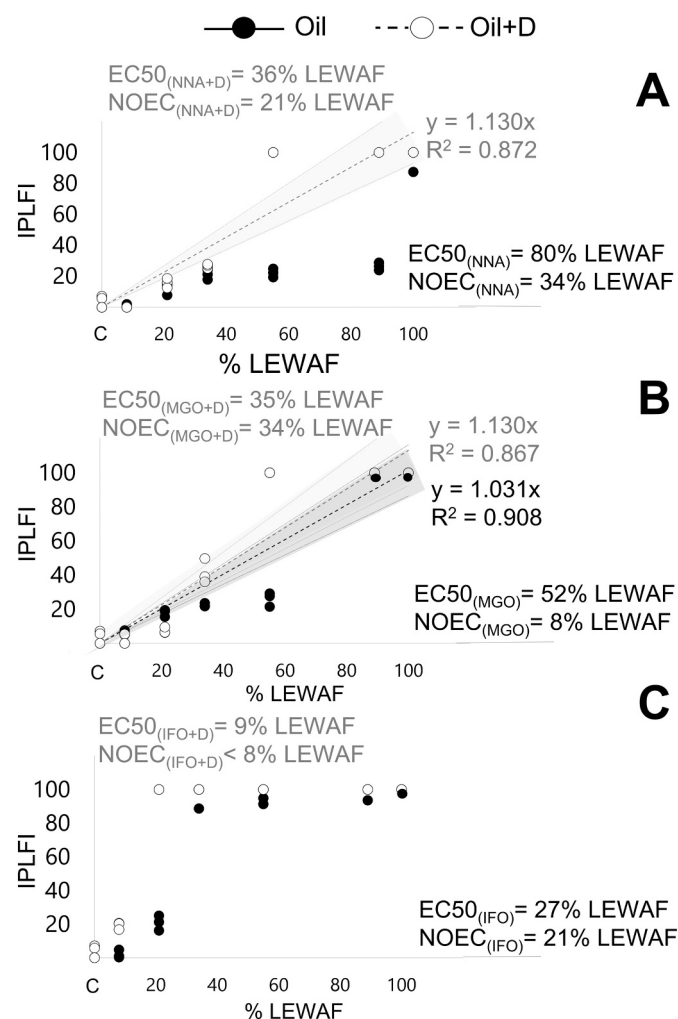 Oil Oil+D
EC50(NNA+D)= 36% LEWAF
NOEC(NNA+D)= 21% LEWAF
A
y = 1.130x
R² = 0.872
IPLFI
100
80
60
40
20
EC50(NNA)= 80% LEWAF
NOEC(NNA)= 34% LEWAF
C 20 40 60 80 100
% LEWAF
EC50(MGO+D)= 35% LEWAF
NOEC(MGO+D)= 34% LEWAF
B
y = 1.130x
R² = 0.867
y = 1.031x
R² = 0.908
IPLFI
100
80
60
40
20
EC50(MGO)= 52% LEWAF
NOEC(MGO)= 8% LEWAF
C 20 40 60 80 100
% LEWAF
C
EC50(IFO+D)= 9% LEWAF
NOEC(IFO+D)< 8% LEWAF
IPLFI
100
80
60
40
20
EC50(IFO)= 27% LEWAF
NOEC(IFO)= 21% LEWAF
C 20 40 60 80 100
% LEWAF